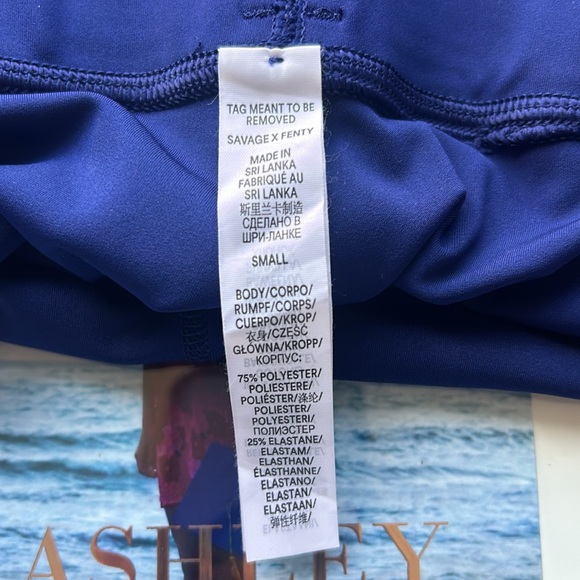 TAG MEANT TO BE
REMOVED
SAVAGE X FENTY
MADE IN
SRI LANKA
FABRIQUÉ AU
SRI LANKA
斯里兰卡制造
СДЕЛАНО В
ШРИ-ЛАНКЕ
SMALL
BODY/CORPO/
RUMPF/CORPS/
CUERPO/KROP/
衣身/CZĘŚĆ
GŁÓWNA/KROPP/
КОРПУС:
75% POLYESTER/
POLIESTERE/
POLIÉSTER/涤纶/
POLIESTER/
POLYESTERI/
ПОЛИЭСТЕР
25% ELASTANE/
ELASTAM/
ELASTHAN/
ÉLASTHANNE/
ELASTANO/
ELASTAN/
ELASTAAN/
弹性纤维/
ASHLEY